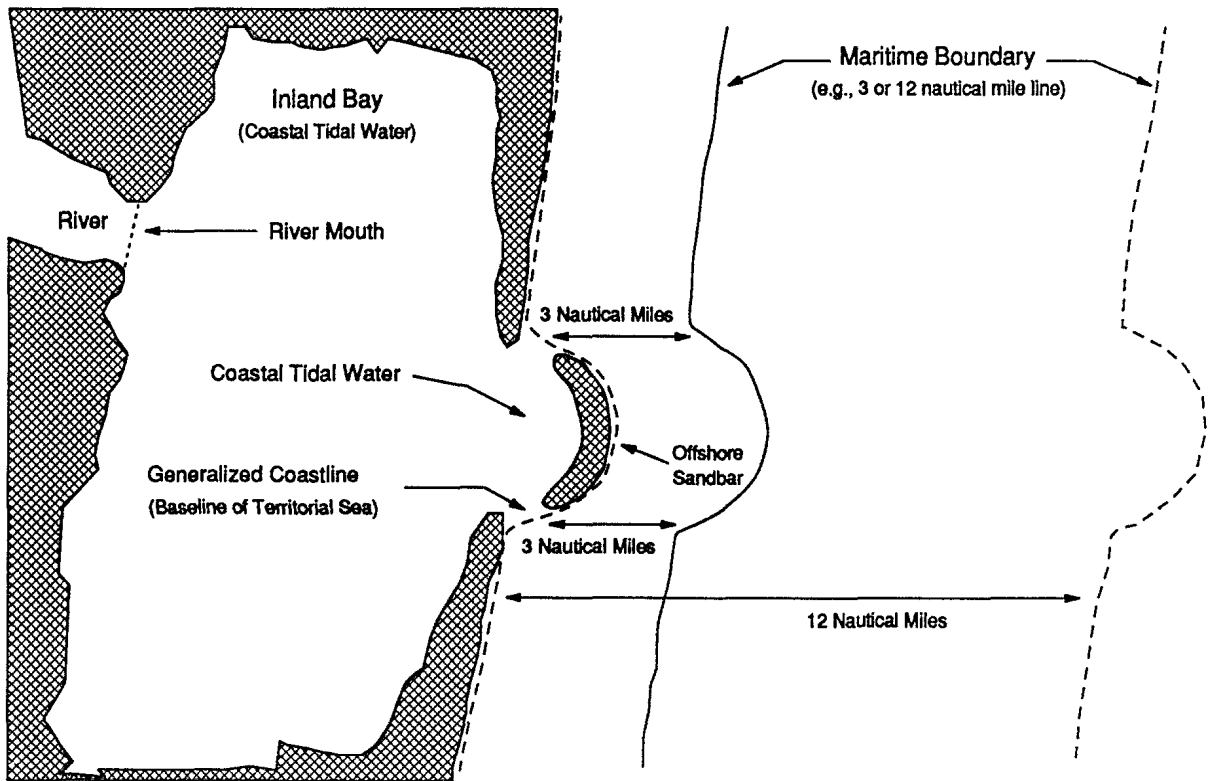 Maritime Boundary
(e.g., 3 or 12 nautical mile line)
Inland Bay
(Coastal Tidal Water)
River
River Mouth
3 Nautical Miles
Coastal Tidal Water
Offshore
Sandbar
Generalized Coastline
(Baseline of Territorial Sea)
3 Nautical Miles
12 Nautical Miles